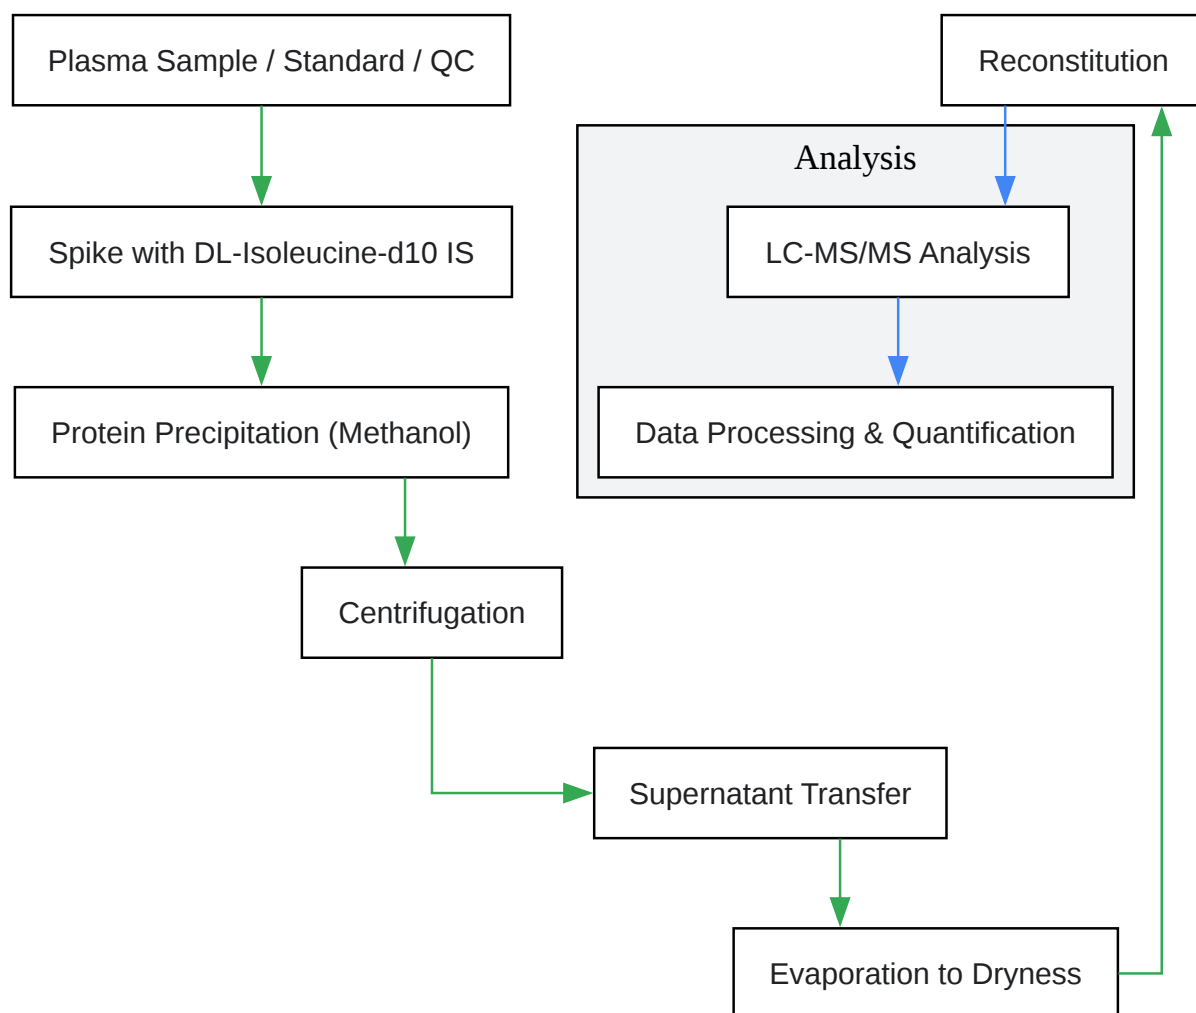 Plasma Sample / Standard / QC
Spike with DL-Isoleucine-d10 IS
Protein Precipitation (Methanol)
Centrifugation
Supernatant Transfer
Evaporation to Dryness
Reconstitution
Analysis
LC-MS/MS Analysis
Data Processing & Quantification